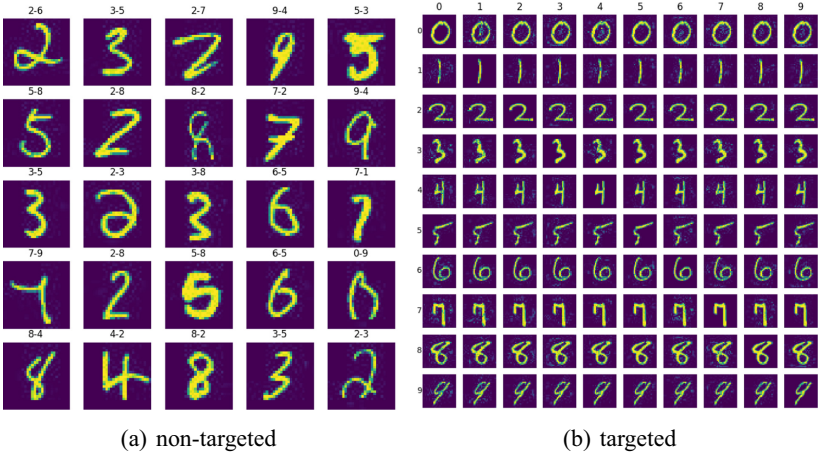 2-6 3-5 2-7 9-4 5-3
5-8 2-8 8-2 7-2 9-4
3-5 2-3 3-8 6-5 7-1
7-9 2-8 5-8 6-5 0-9
8-4 4-2 8-2 3-5 2-3
(a) non-targeted
0 1 2 3 4 5 6 7 8 9
0
1
2
3
4
5
6
7
8
9
(b) targeted